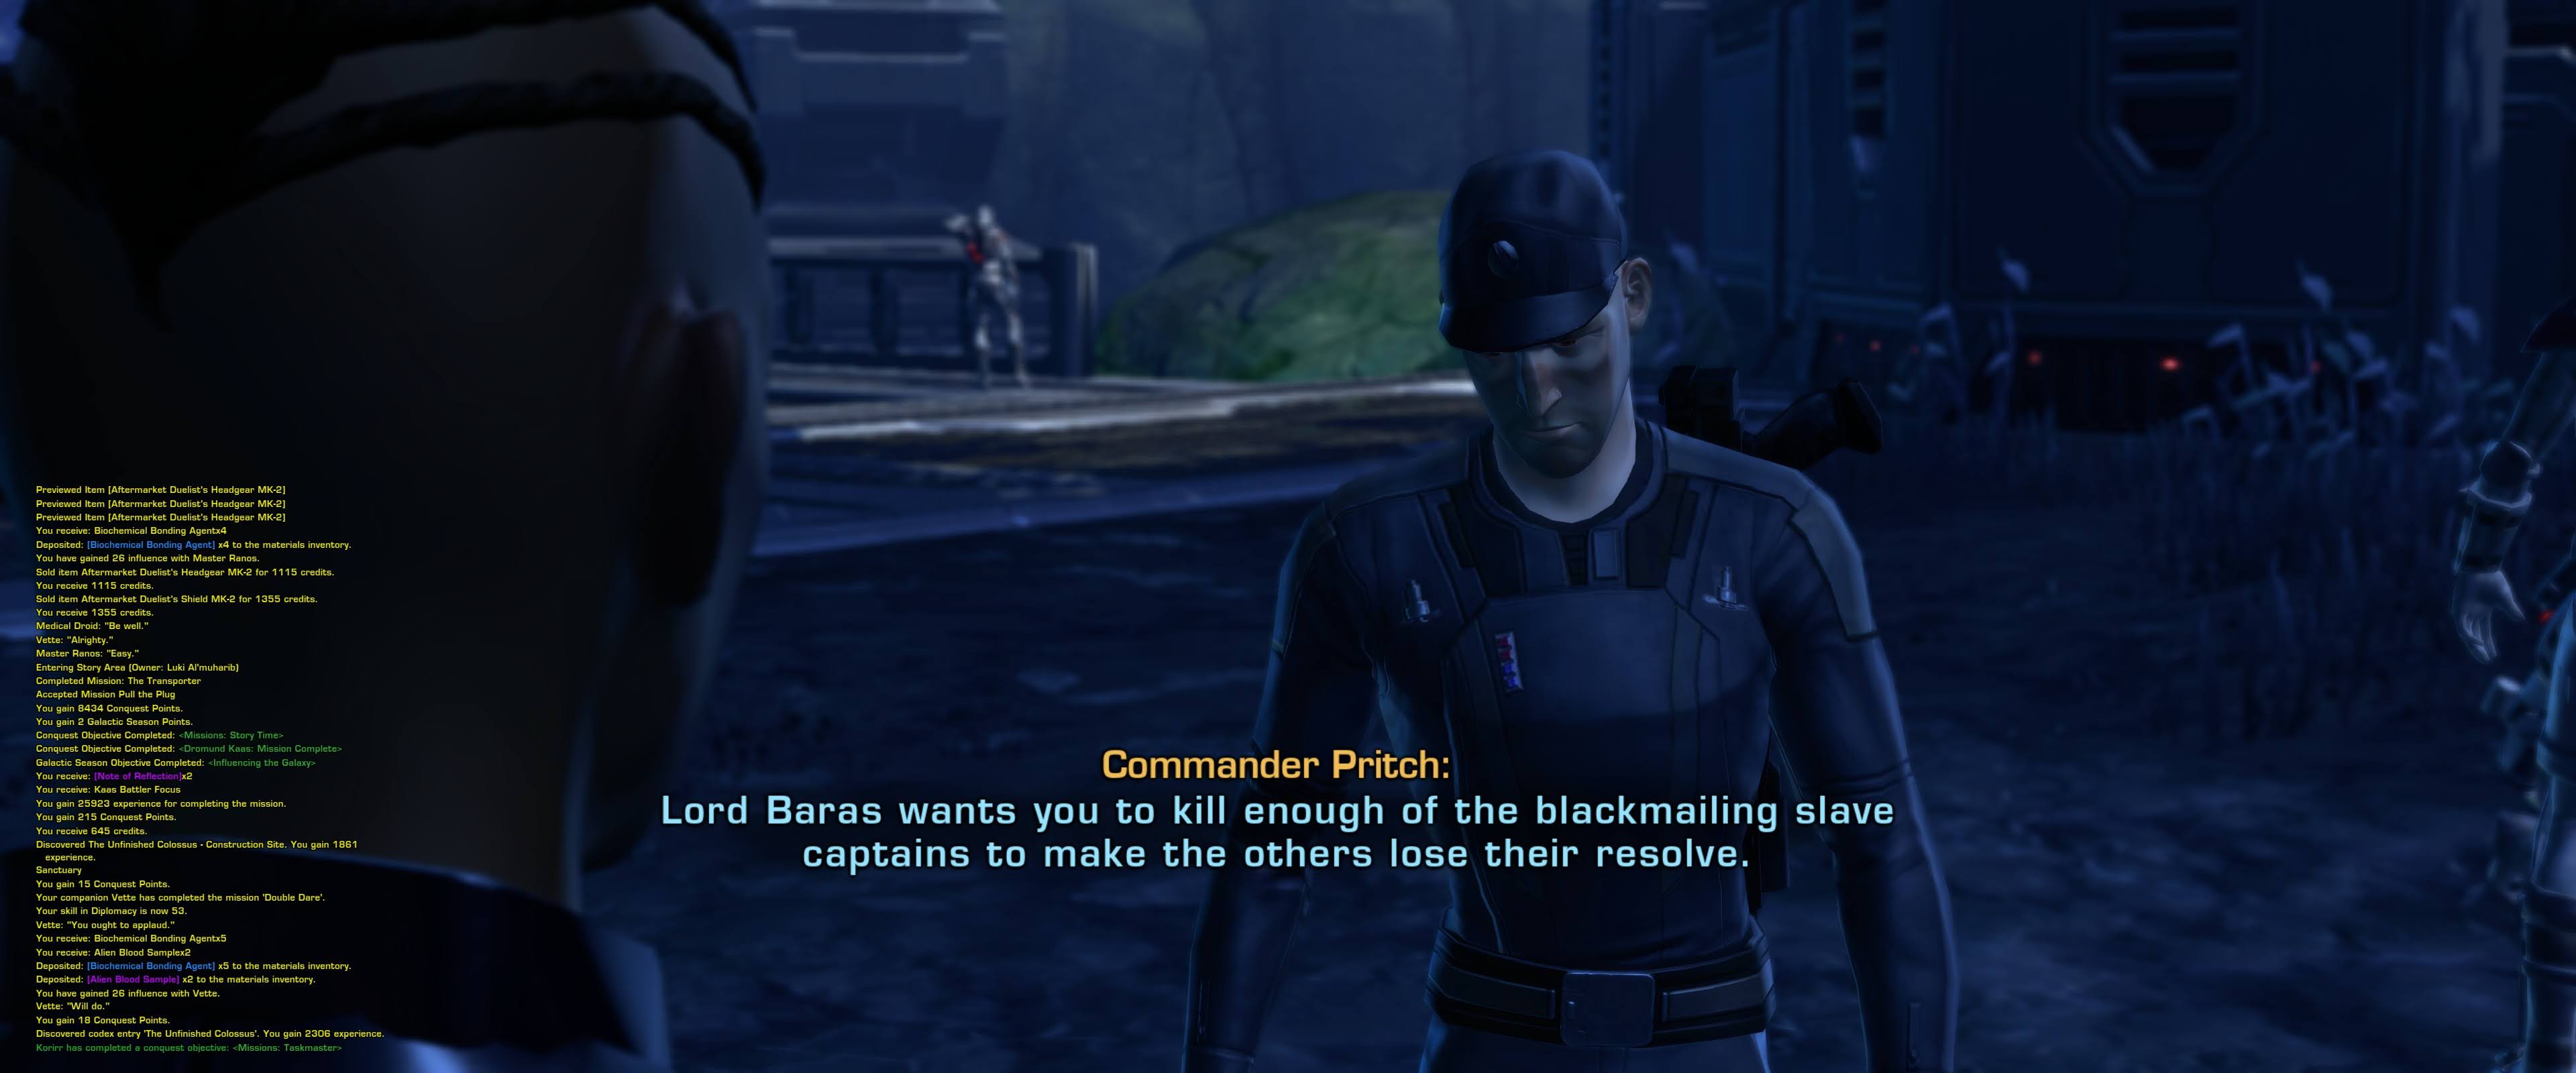 Previewed Item [Aftermarket Duelist's Headgear MK-2]
Previewed Item [Aftermarket Duelist's Headgear MK-2]
Previewed Item [Aftermarket Duelist's Headgear MK-2]
You receive: Biochemical Bonding Agentx4
Deposited: [Biochemical Bonding Agent] x4 to the materials inventory.
You have gained 26 influence with Master Ranos.
Sold item Aftermarket Duelist's Headgear MK-2 for 1115 credits.
You receive 1115 credits.
Sold item Aftermarket Duelist's Shield MK-2 for 1355 credits.
You receive 1355 credits.
Medical Droid: "Be well."
Vette: "Alrighty."
Master Ranos: "Easy."
Entering Story Area (Owner: Luki Al'muharib)
Completed Mission: The Transporter
Accepted Mission Pull the Plug
You gain 8434 Conquest Points.
You gain 2 Galactic Season Points.
Conquest Objective Completed: <Missions: Story Time>
Conquest Objective Completed: <Dromund Kaas: Mission Complete>
Galactic Season Objective Completed: <Influencing the Galaxy>
You receive: [Note of Reflection]x2
You receive: Kaas Battler Focus
You gain 25923 experience for completing the mission.
You gain 215 Conquest Points.
You receive 645 credits.
Discovered The Unfinished Colossus - Construction Site. You gain 1861
experience.
Sanctuary
You gain 15 Conquest Points.
Your companion Vette has completed the mission 'Double Dare'.
Your skill in Diplomacy is now 53.
Vette: "You ought to applaud."
You receive: Biochemical Bonding Agentx5
You receive: Alien Blood Samplex2
Deposited: [Biochemical Bonding Agent] x5 to the materials inventory.
Deposited: [Alien Blood Sample] x2 to the materials inventory.
You have gained 26 influence with Vette.
Vette: "Will do."
You gain 18 Conquest Points.
Discovered codex entry 'The Unfinished Colossus'. You gain 2306 experience.
Korirr has completed a conquest objective: <Missions: Taskmaster>
Commander Pritch:
Lord Baras wants you to kill enough of the blackmailing slave
captains to make the others lose their resolve.